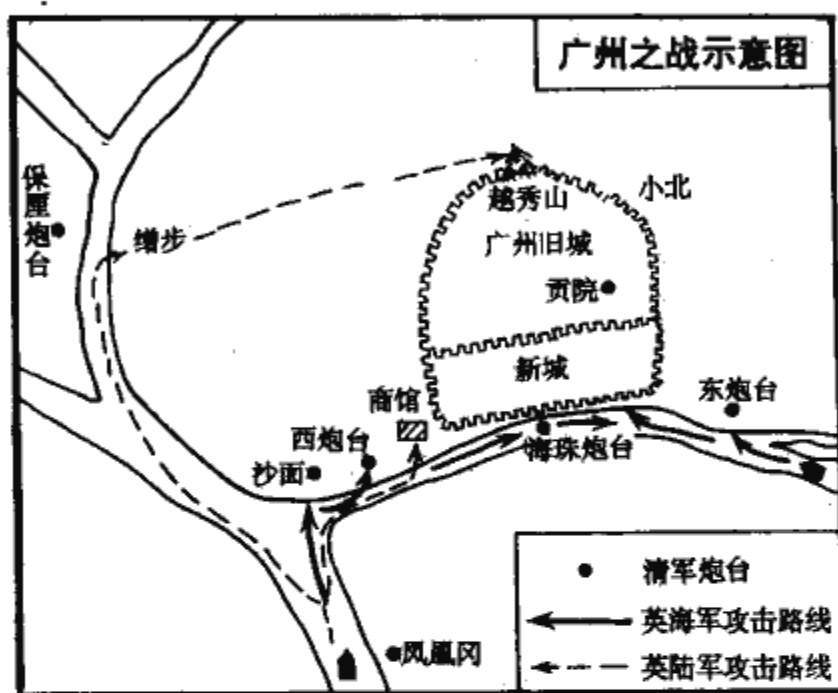 广州之战示意图
保厘炮台
缯步
越秀山
小北
广州旧城
贡院
新城
商馆
东炮台
西炮台
海珠炮台
沙面
凤凰冈
清军炮台
英海军攻击路线
英陆军攻击路线